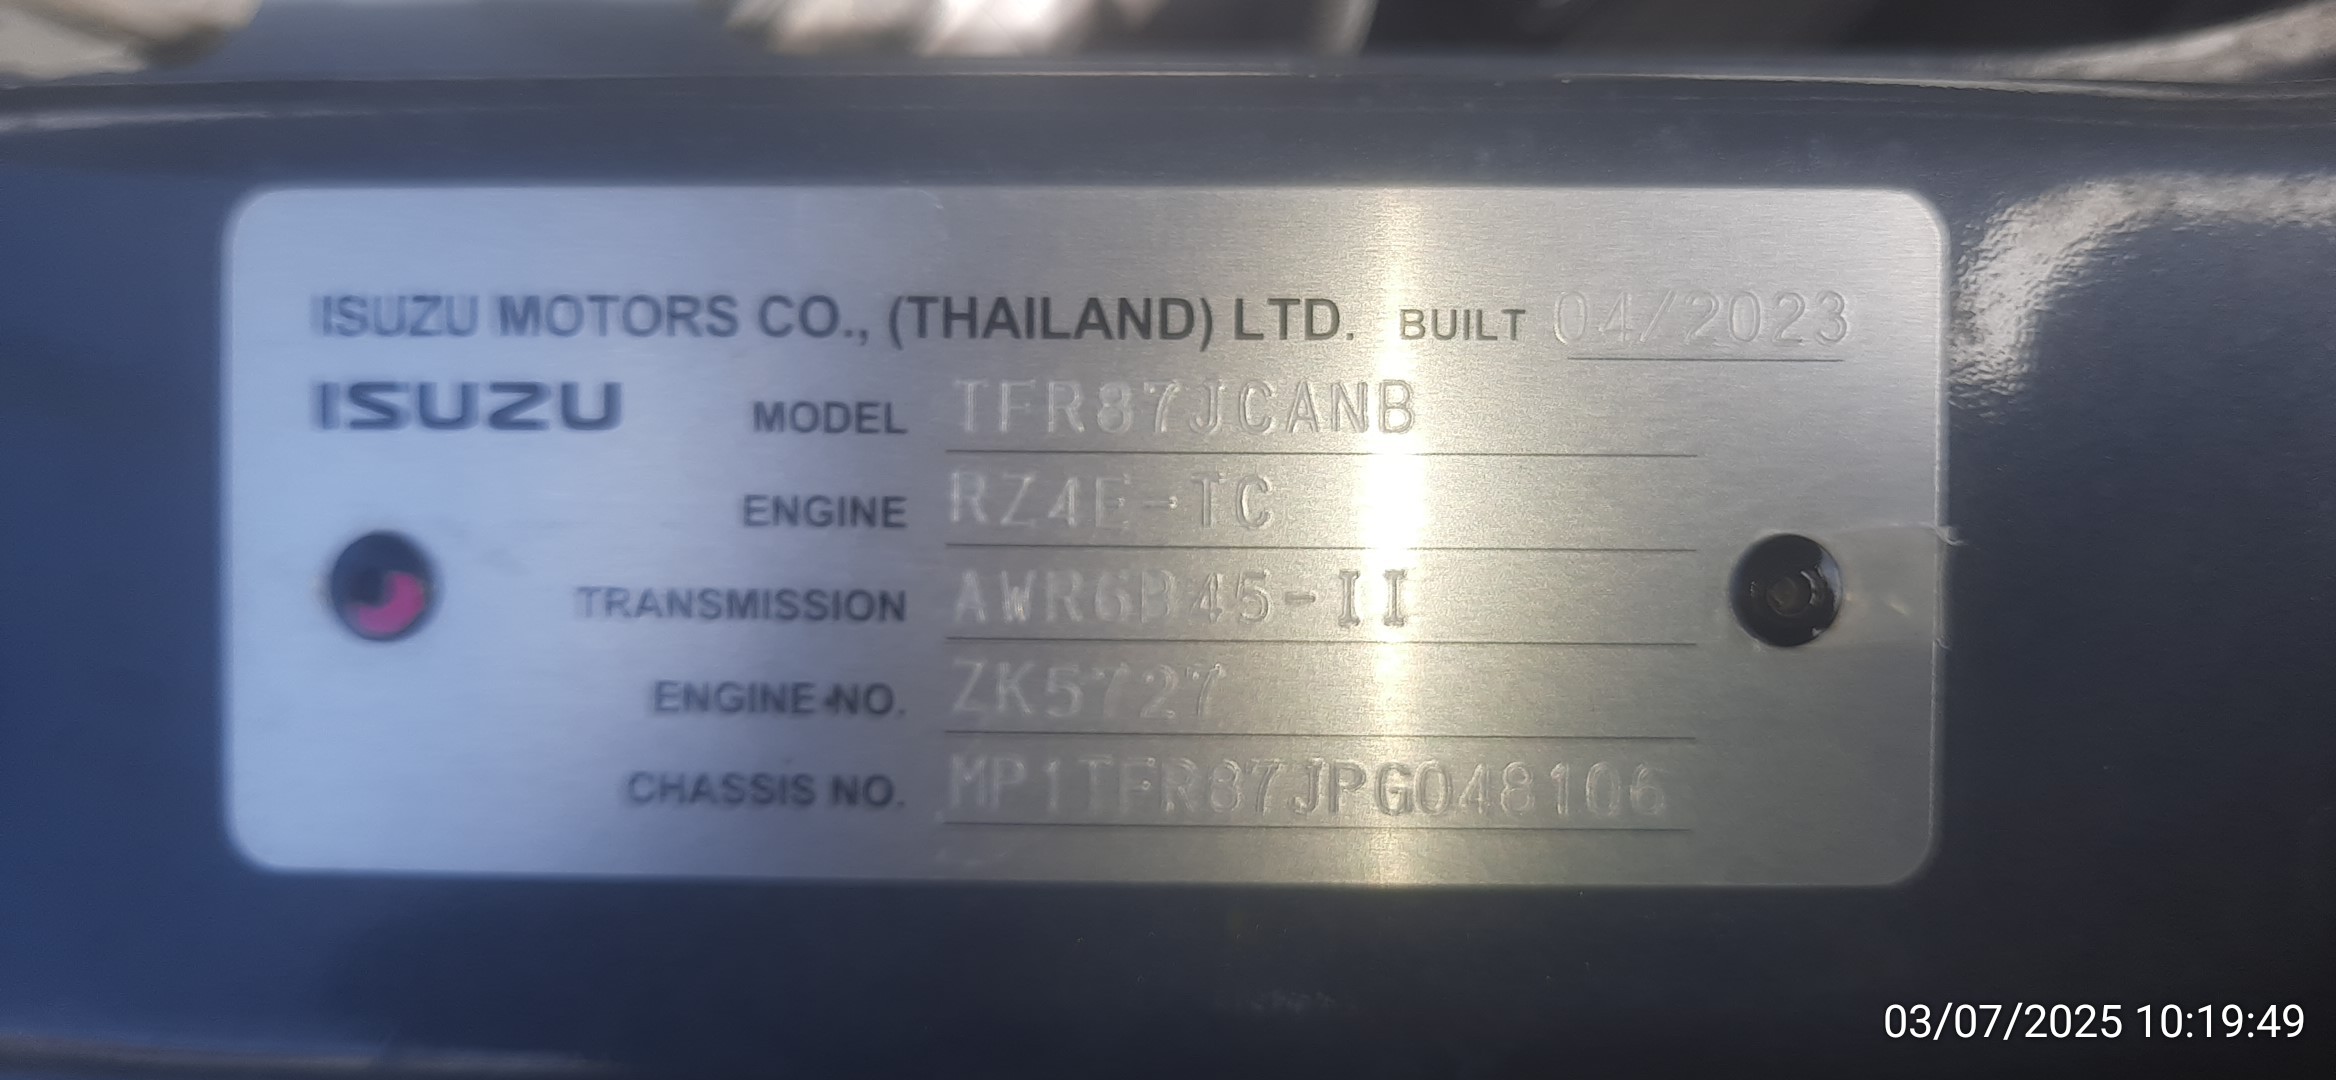 ISUZU MOTORS CO., (THAILAND) LTD. BUILT 04/2023
ISUZU MODEL TFR87JCANB
ENGINE RZ4E-TC
TRANSMISSION AWR6B45-II
ENGINE NO. ZK5727
CHASSIS NO. MP1TFR87JPG048106
03/07/2025 10:19:49